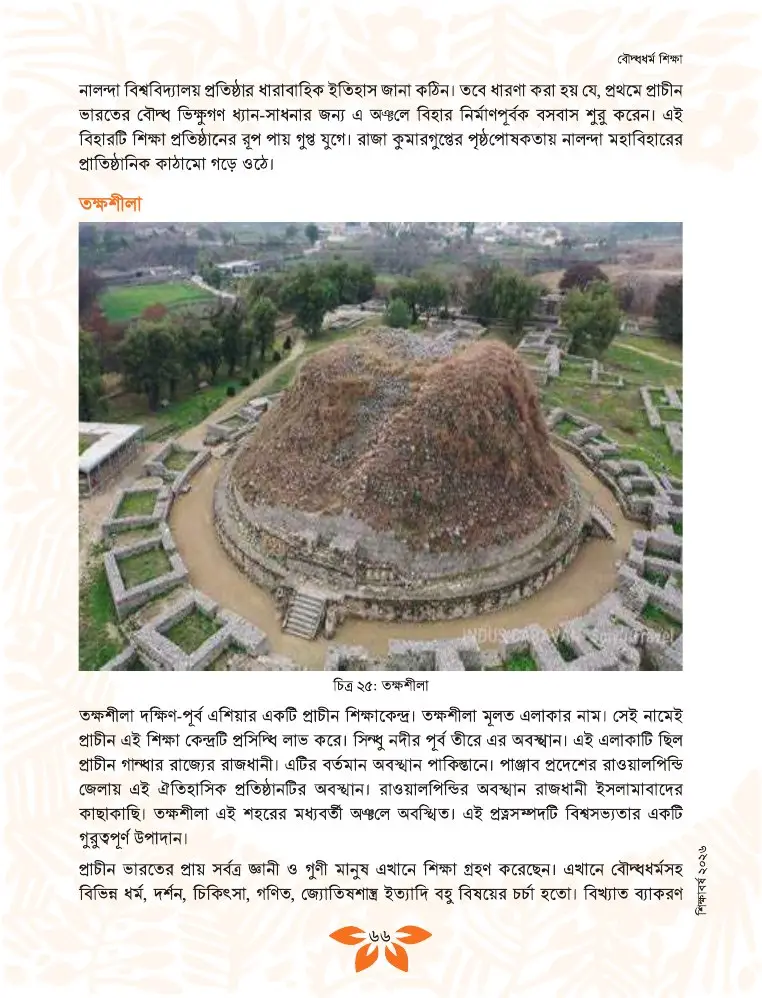 বৌদ্ধধর্ম শিক্ষা
নালন্দা বিশ্ববিদ্যালয় প্রতিষ্ঠার ধারাবাহিক ইতিহাস জানা কঠিন। তবে ধারণা করা হয় যে, প্রথমে প্রাচীন
ভারতের বৌদ্ধ ভিক্ষুগণ ধ্যান-সাধনার জন্য এ অঞ্চলে বিহার নির্মাণপূর্বক বসবাস শুরু করেন। এই
বিহারটি শিক্ষা প্রতিষ্ঠানের রূপ পায় গুপ্ত যুগে। রাজা কুমারগুপ্তের পৃষ্ঠপোষকতায় নালন্দা মহাবিহারের
প্রাতিষ্ঠানিক কাঠামো গড়ে ওঠে।
তক্ষশীলা
INDUS CARAVAN Travel
চিত্র ২৫: তক্ষশীলা
তক্ষশীলা দক্ষিণ-পূর্ব এশিয়ার একটি প্রাচীন শিক্ষাকেন্দ্র। তক্ষশীলা মূলত এলাকার নাম। সেই নামেই
প্রাচীন এই শিক্ষা কেন্দ্রটি প্রসিদ্ধি লাভ করে। সিন্ধু নদীর পূর্ব তীরে এর অবস্থান। এই এলাকাটি ছিল
প্রাচীন গান্ধার রাজ্যের রাজধানী। এটির বর্তমান অবস্থান পাকিস্তানে। পাঞ্জাব প্রদেশের রাওয়ালপিন্ডি
জেলায় এই ঐতিহাসিক প্রতিষ্ঠানটির অবস্থান। রাওয়ালপিন্ডির অবস্থান রাজধানী ইসলামাবাদের
কাছাকাছি। তক্ষশীলা এই শহরের মধ্যবর্তী অঞ্চলে অবস্থিত। এই প্রত্নসম্পদটি বিশ্বসভ্যতার একটি
গুরুত্বপূর্ণ উপাদান।
প্রাচীন ভারতের প্রায় সর্বত্র জ্ঞানী ও গুণী মানুষ এখানে শিক্ষা গ্রহণ করেছেন। এখানে বৌদ্ধধর্মসহ
বিভিন্ন ধর্ম, দর্শন, চিকিৎসা, গণিত, জ্যোতিষশাস্ত্র ইত্যাদি বহু বিষয়ের চর্চা হতো। বিখ্যাত ব্যাকরণ
শিক্ষাবর্ষ ২০২৬
৬৬